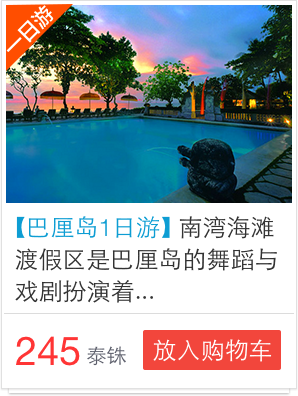 一日游
【巴厘岛1日游】南湾海滩
渡假区是巴厘岛的舞蹈与
戏剧扮演着...
245 泰铢 放入购物车